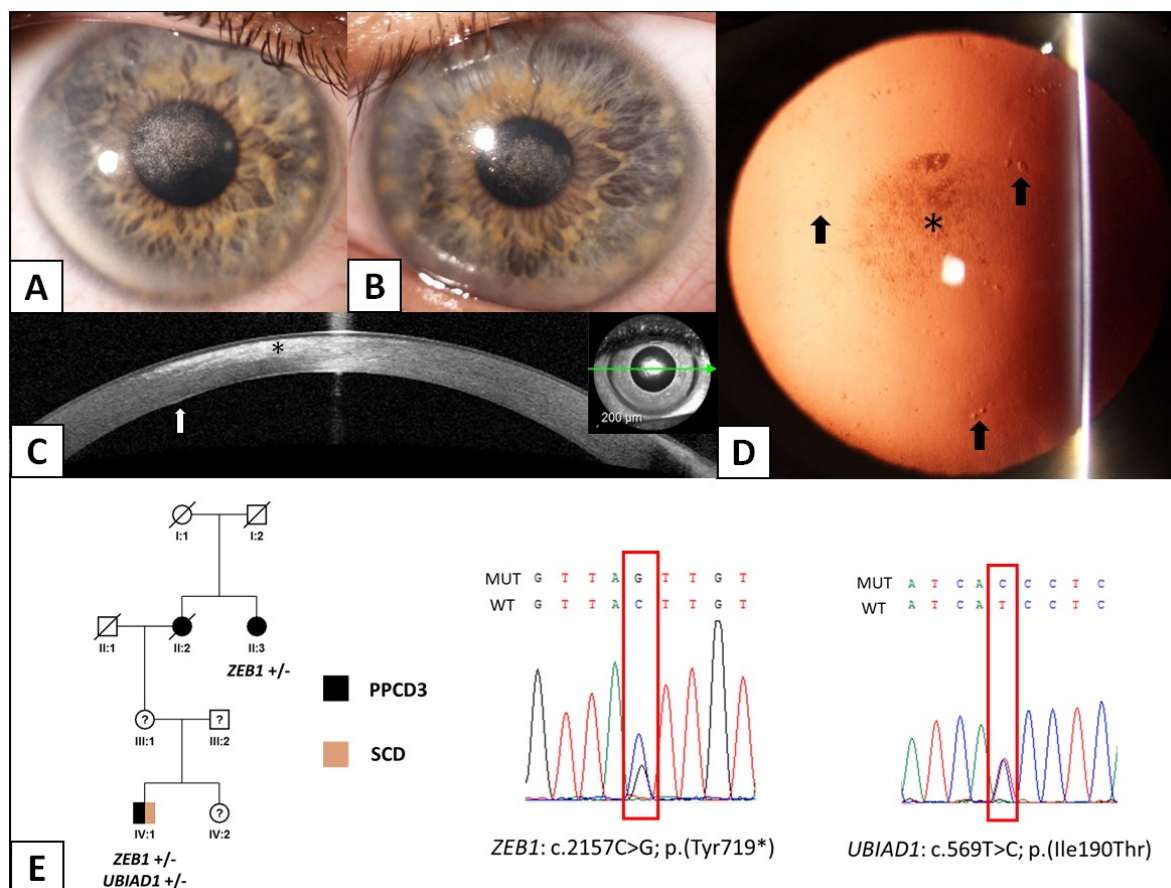 A
B
*
200 µm
C
*
D
I:1
I:2
II:1
II:2
II:3
ZEB1 +/-
PPCD3
?
III:1
?
III:2
SCD
IV:1
?
IV:2
ZEB1 +/-
UBIAD1 +/-
E
MUT G T T A G T T G T
WT G T T A C T T G T
ZEB1: c.2157C>G; p.(Tyr719*)
MUT A T C A C C C T C
WT A T C A T C C T C
UBIAD1: c.569T>C; p.(Ile190Thr)